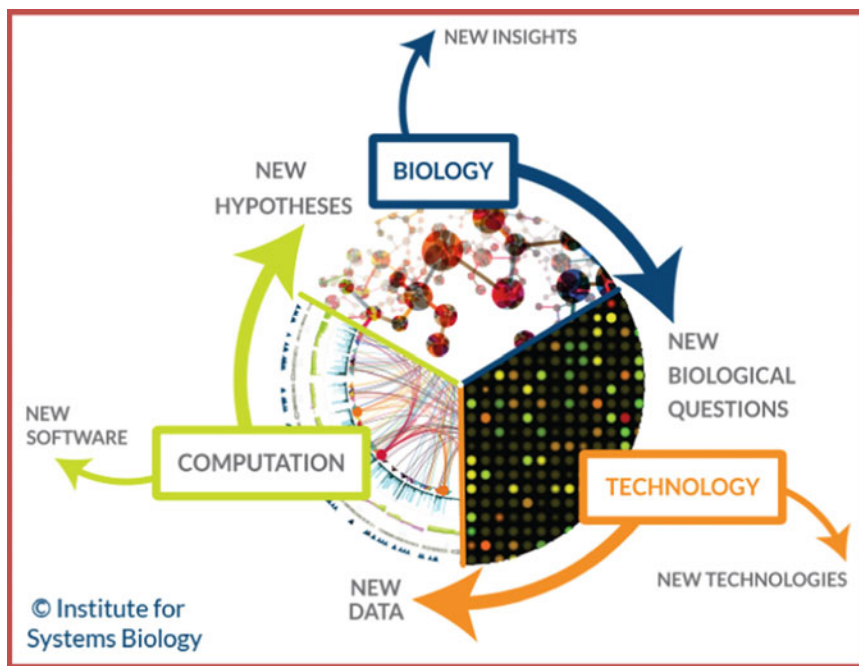 NEW INSIGHTS
BIOLOGY
NEW
HYPOTHESES
NEW
BIOLOGICAL
QUESTIONS
NEW
SOFTWARE
COMPUTATION
TECHNOLOGY
NEW
DATA
NEW TECHNOLOGIES
© Institute for
Systems Biology